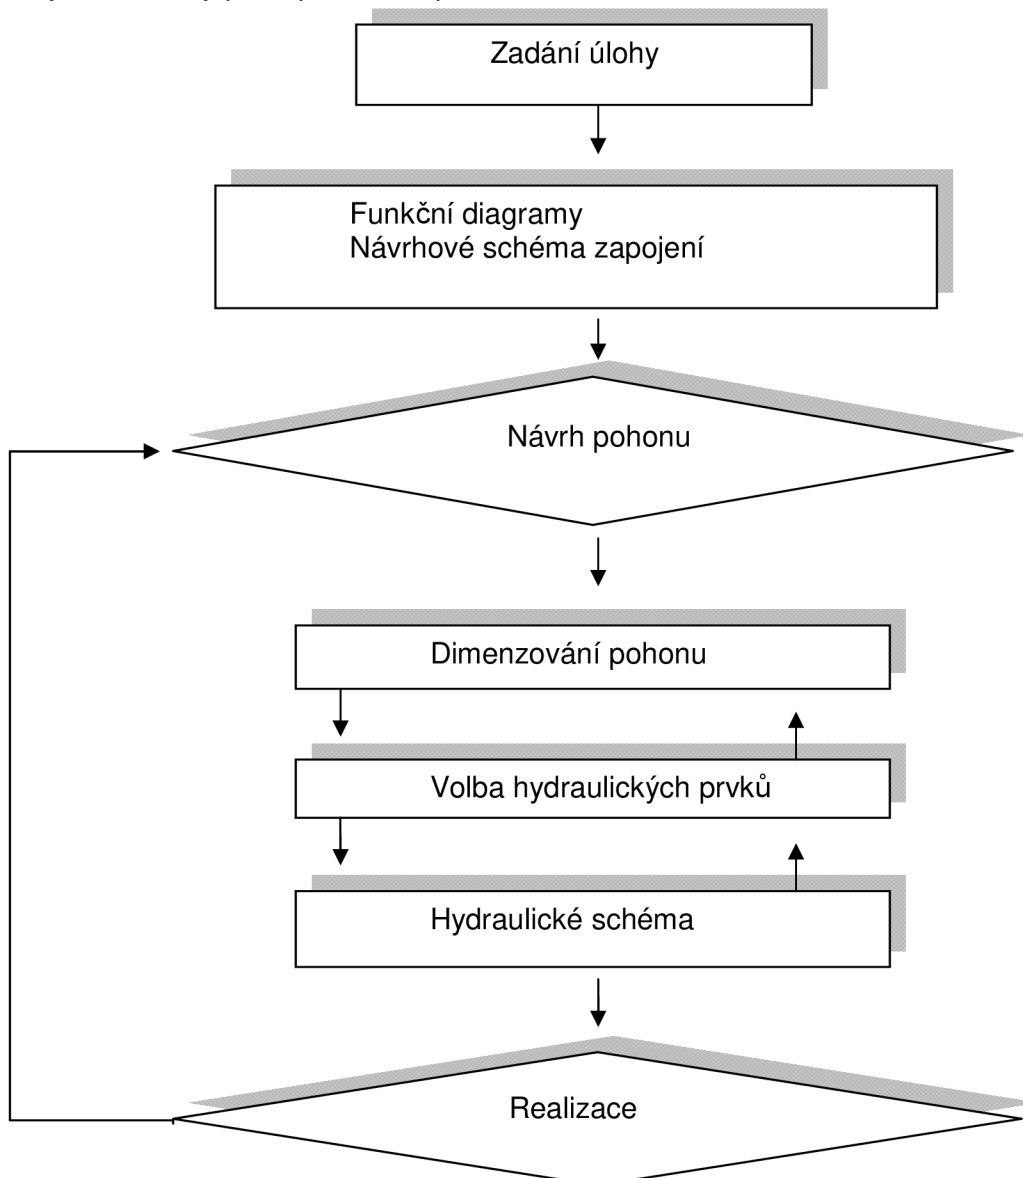 Zadání úlohy
Funkční diagramy
Návrhové schéma zapojení
Návrh pohonu
Dimenzování pohonu
Volba hydraulických prvků
Hydraulické schéma
Realizace